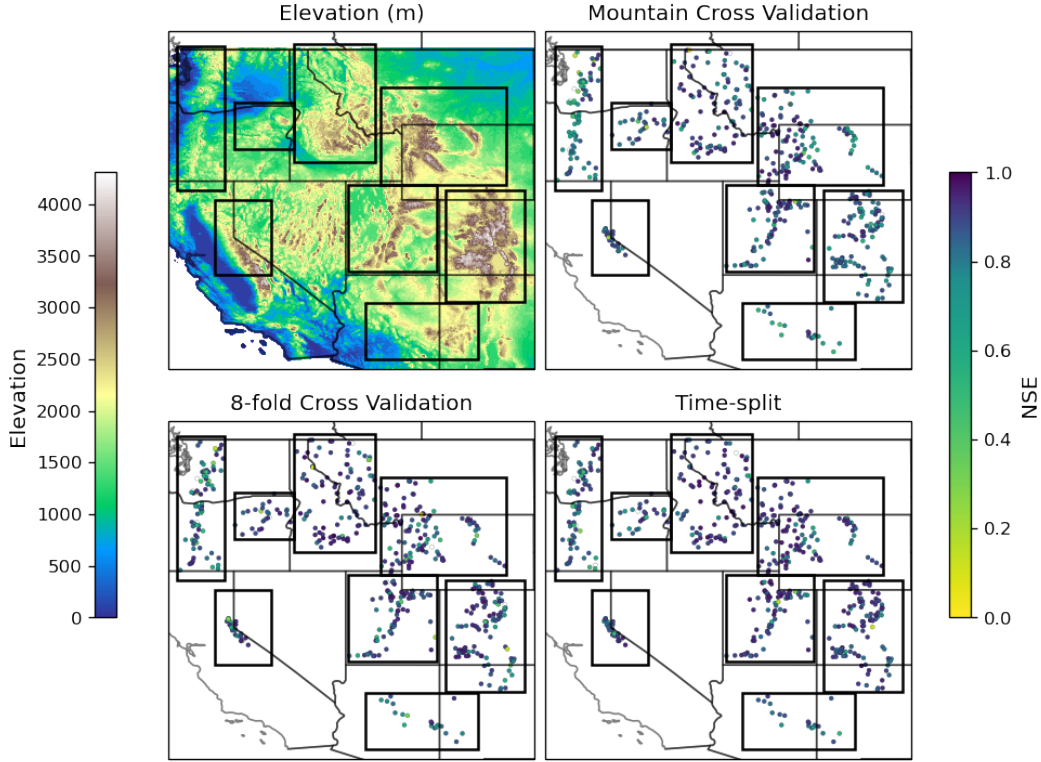 Elevation (m)
Mountain Cross Validation
Elevation
4000
3500
3000
2500
2000
1500
1000
500
0
1.0
0.8
0.6
0.4
0.2
0.0
NSE
8-fold Cross Validation
Time-split